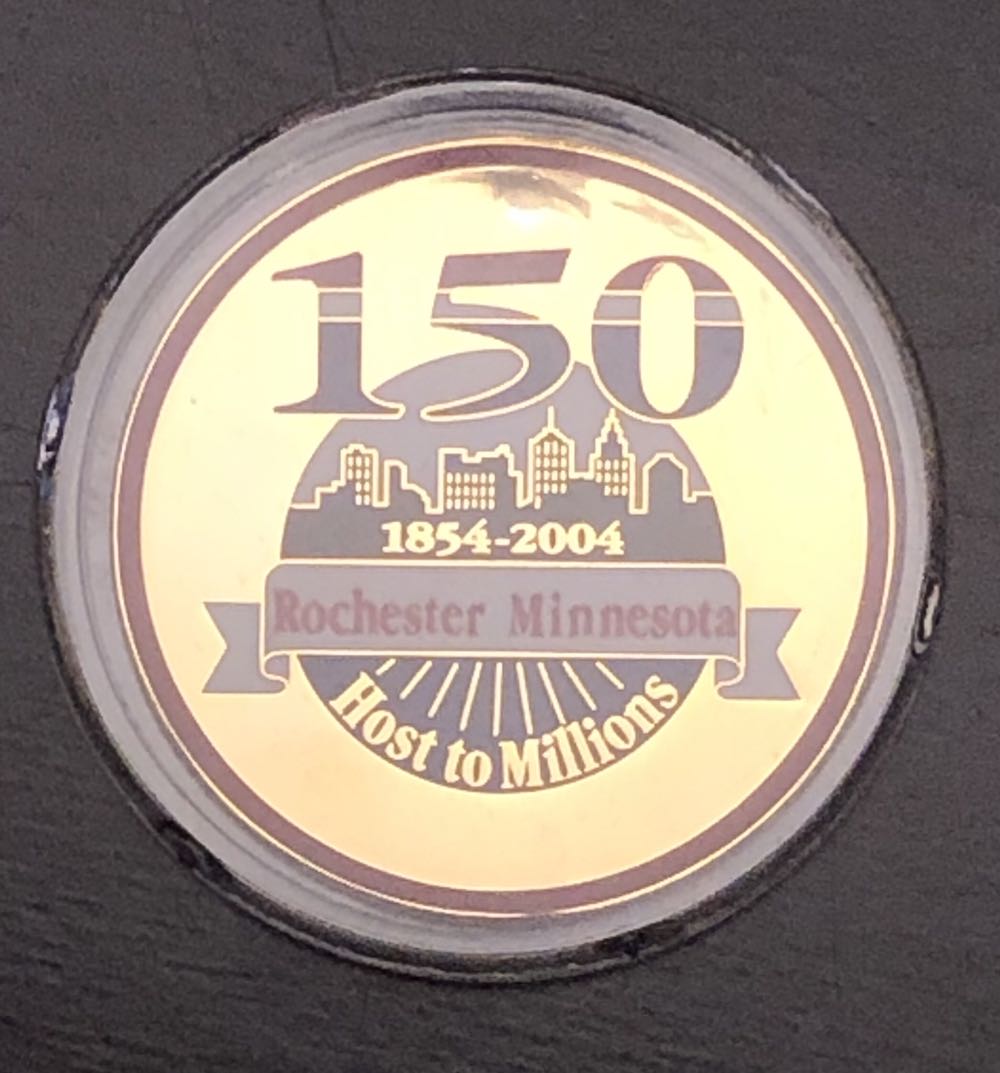 150
1854-2004
Rochester Minnesota
Host to Millions